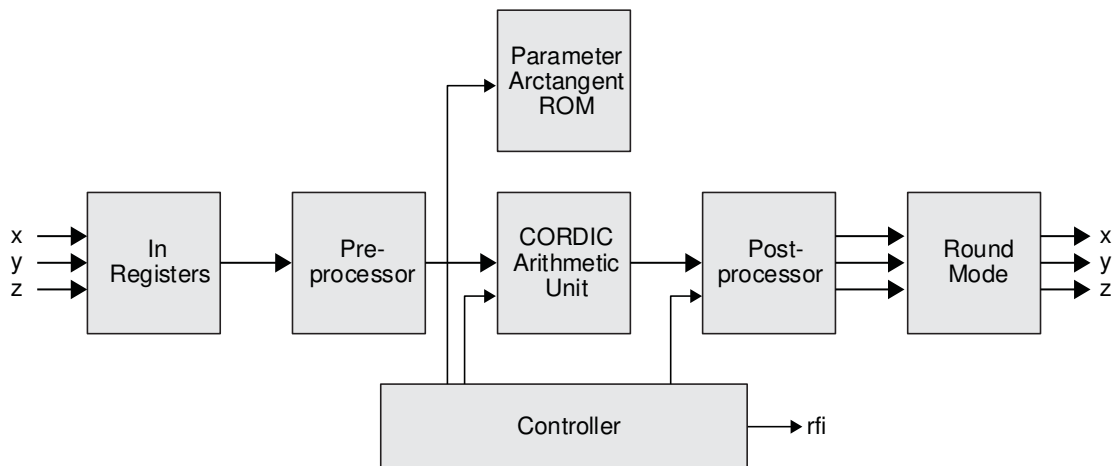 Parameter
Arctangent
ROM
x
y
z
In
Registers
Pre-
processor
CORDIC
Arithmetic
Unit
Post-
processor
Round
Mode
x
y
z
Controller
rfi